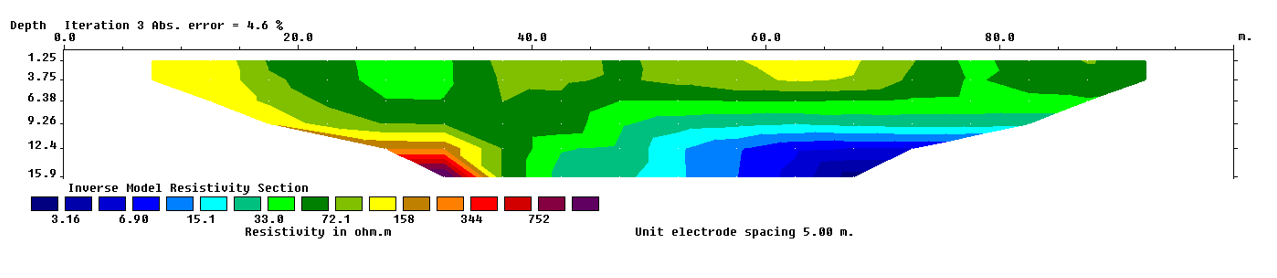 Depth Iteration 3 Abs. error = 4.6 %
0.0 20.0 40.0 60.0 80.0 m.
1.25
3.75
6.38
9.26
12.4
15.9
Inverse Model Resistivity Section
3.16 6.90 15.1 33.0 72.1 158 344 752
Resistivity in ohm.m Unit electrode spacing 5.00 m.